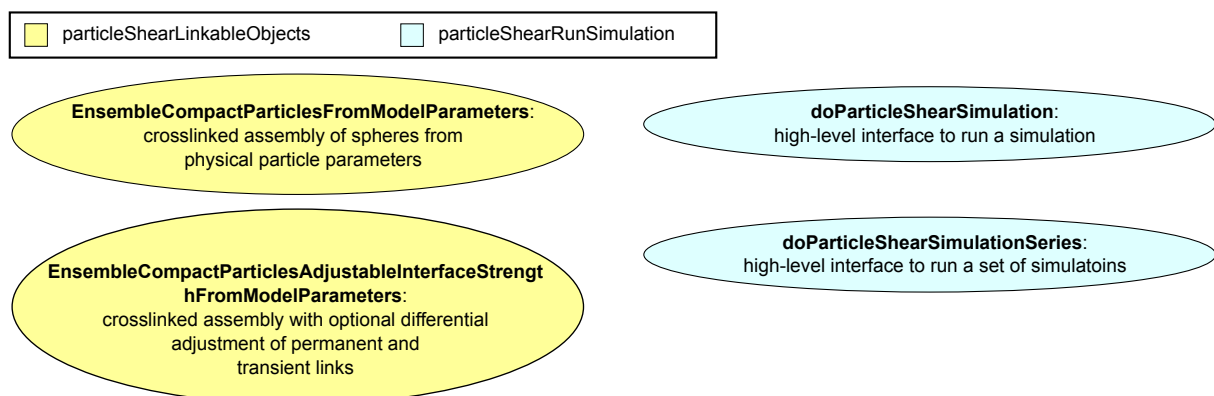 particleShearLinkableObjects
particleShearRunSimulation
EnsembleCompactParticlesFromModelParameters:
crosslinked assembly of spheres from
physical particle parameters
doParticleShearSimulation:
high-level interface to run a simulation
EnsembleCompactParticlesAdjustableInterfaceStrengt
hFromModelParameters:
crosslinked assembly with optional differential
adjustment of permanent and
transient links
doParticleShearSimulationSeries:
high-level interface to run a set of simulatoins